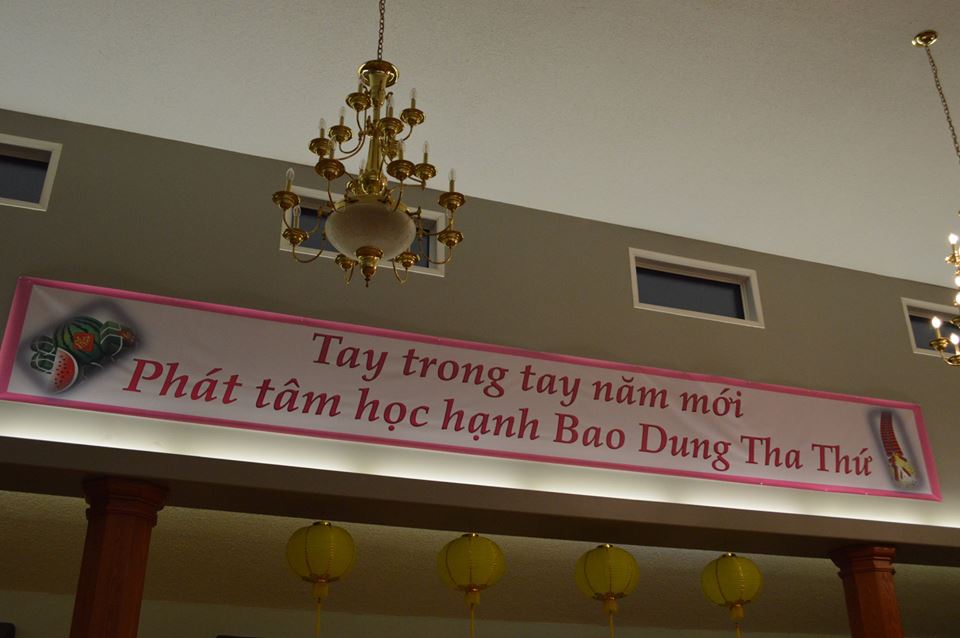 Tay trong tay năm mới
Phát tâm học hạnh Bao Dung Tha Thứ